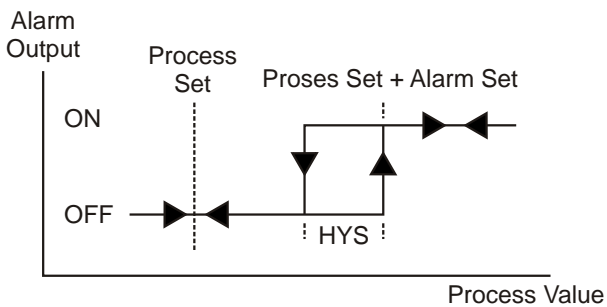 Alarm
Output
Process
Set
Proses Set + Alarm Set
ON
OFF
HYS
Process Value